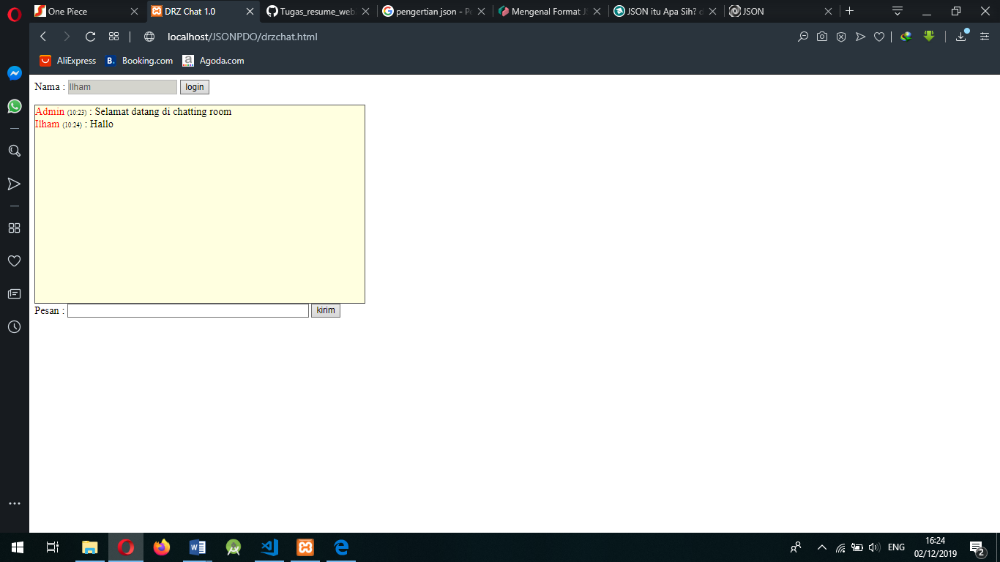 One Piece
DRZ Chat 1.0
Tugas_resume_web
pengertian json - P
Mengenal Format J
JSON itu Apa Sih? d
JSON
localhost/JSONPDO/drzchat.html
AliExpress
B. Booking.com
a Agoda.com
Nama : Ilham login
Admin (10:23) : Selamat datang di chatting room
Ilham (10:24) : Hallo
Pesan : kirim
ENG
16:24
02/12/2019
2